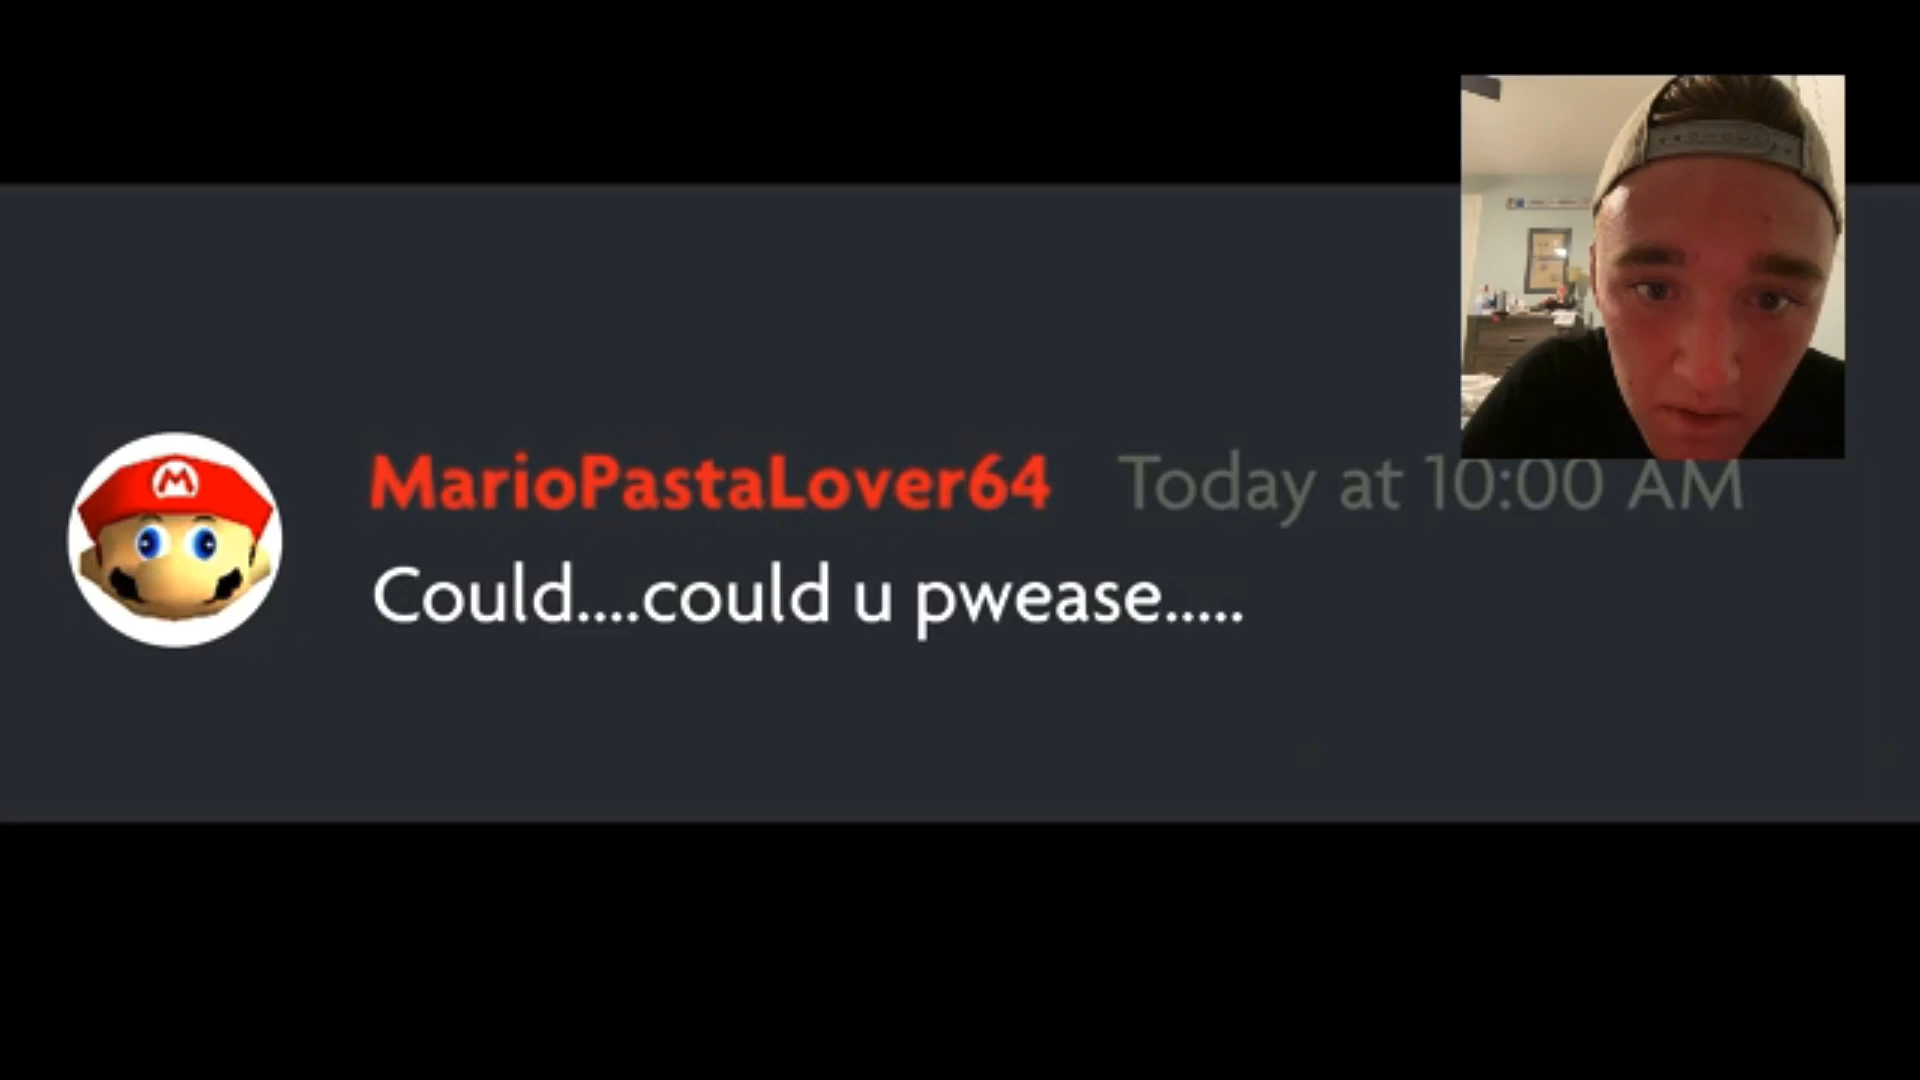 MarioPastaLover64 Today at 10:00 AM
Could....could u pwease.....